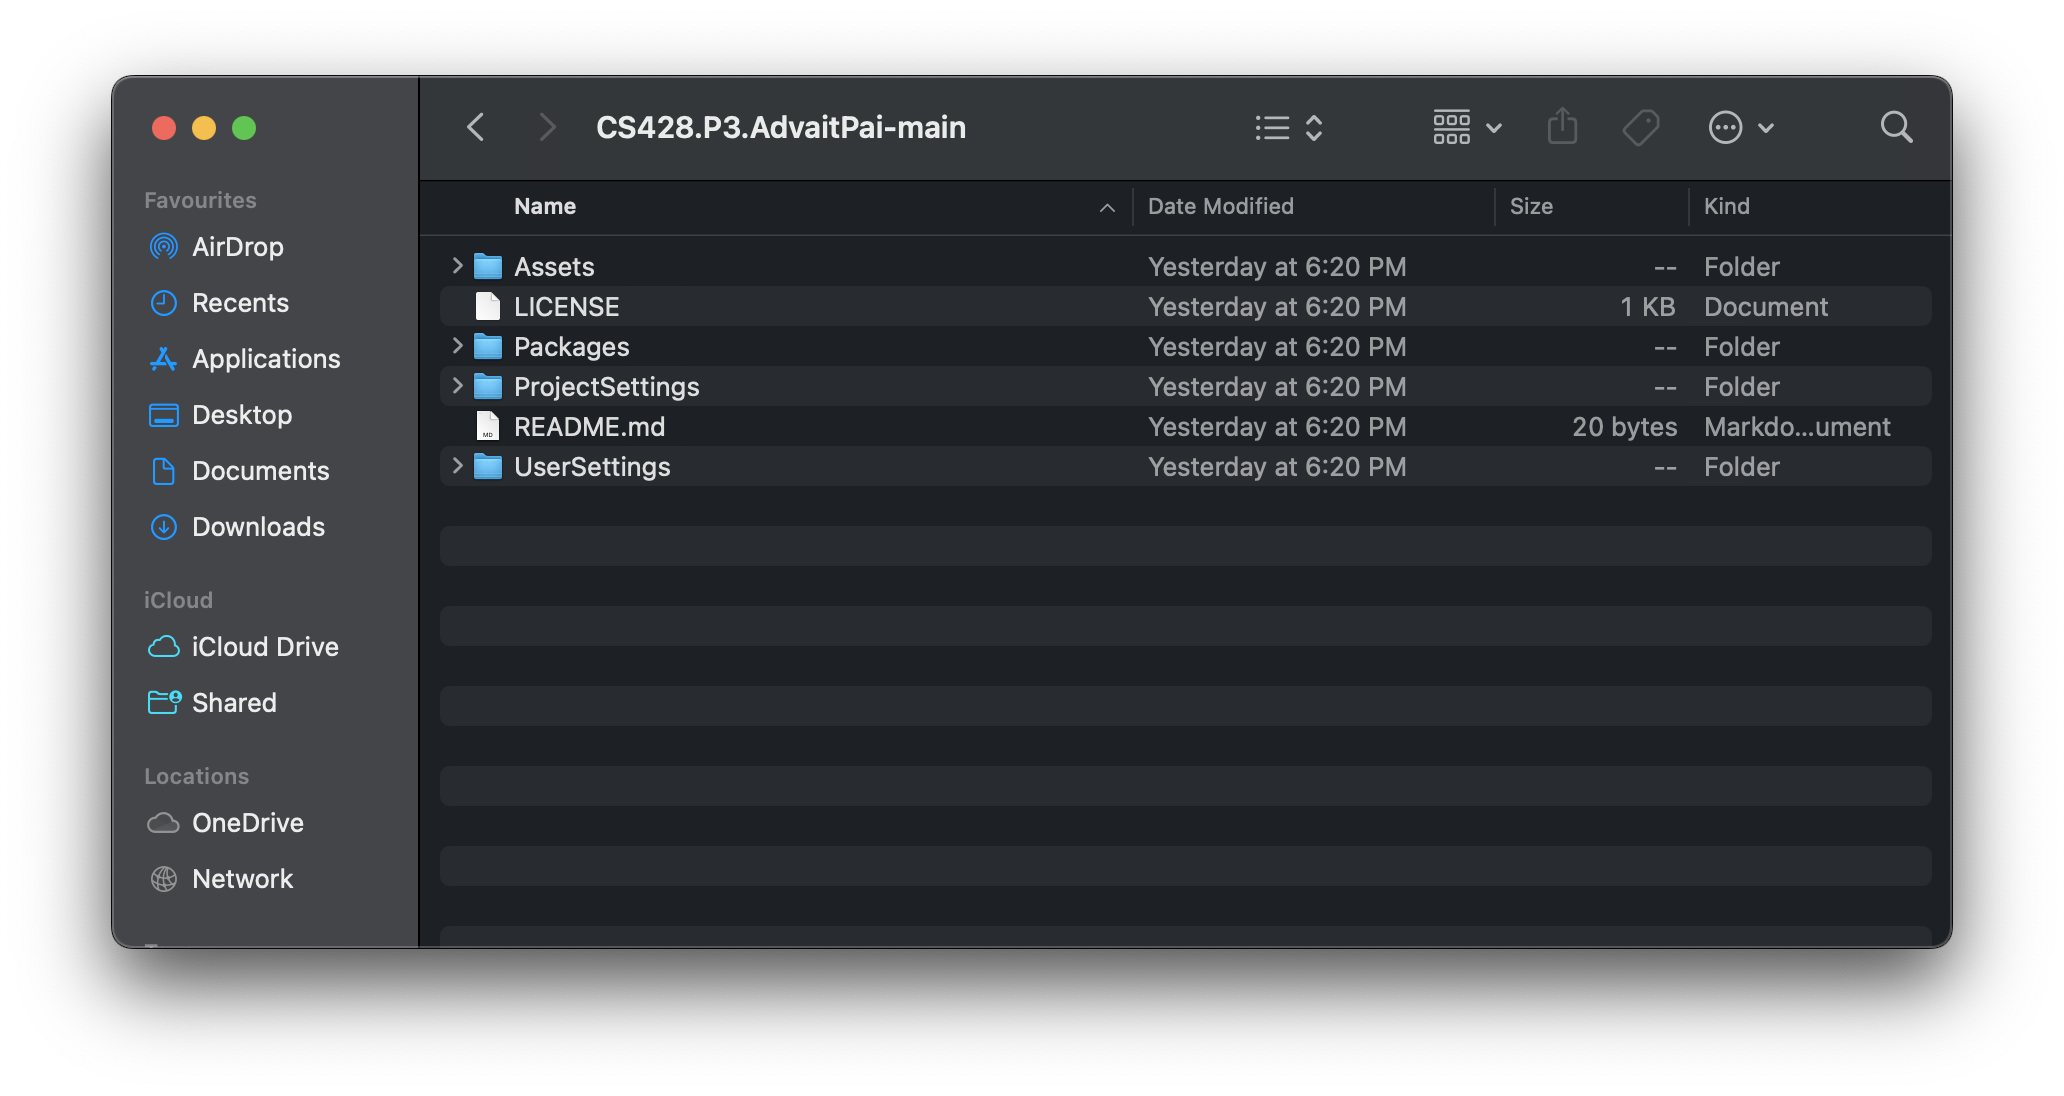 CS428.P3.AdvaitPai-main
Favourites
AirDrop
Recents
Applications
Desktop
Documents
Downloads
iCloud
iCloud Drive
Shared
Locations
OneDrive
Network
Name Date Modified Size Kind
Assets Yesterday at 6:20 PM -- Folder
LICENSE Yesterday at 6:20 PM 1 KB Document
Packages Yesterday at 6:20 PM -- Folder
ProjectSettings Yesterday at 6:20 PM -- Folder
MD README.md Yesterday at 6:20 PM 20 bytes Markdo...ument
UserSettings Yesterday at 6:20 PM -- Folder